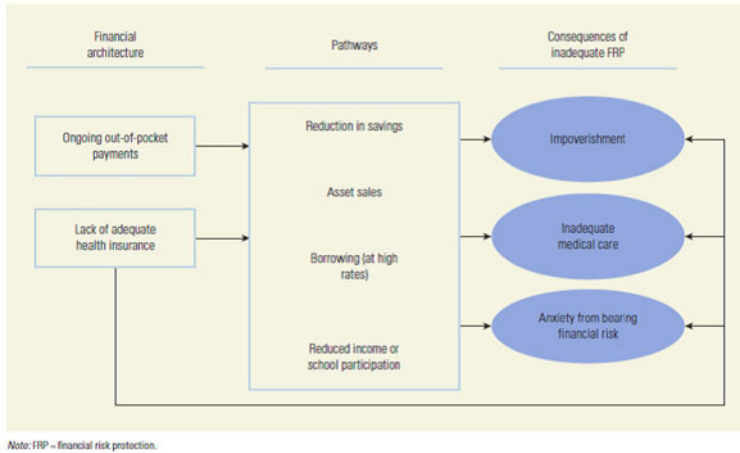 Financial
architecture
Pathways
Consequences of
inadequate FRP
Ongoing out-of-pocket
payments
Lack of adequate
health insurance
Reduction in savings
Asset sales
Borrowing (at high
rates)
Reduced income or
school participation
Impoverishment
Inadequate
medical care
Anxiety from bearing
financial risk
Note: FRP = financial risk protection.